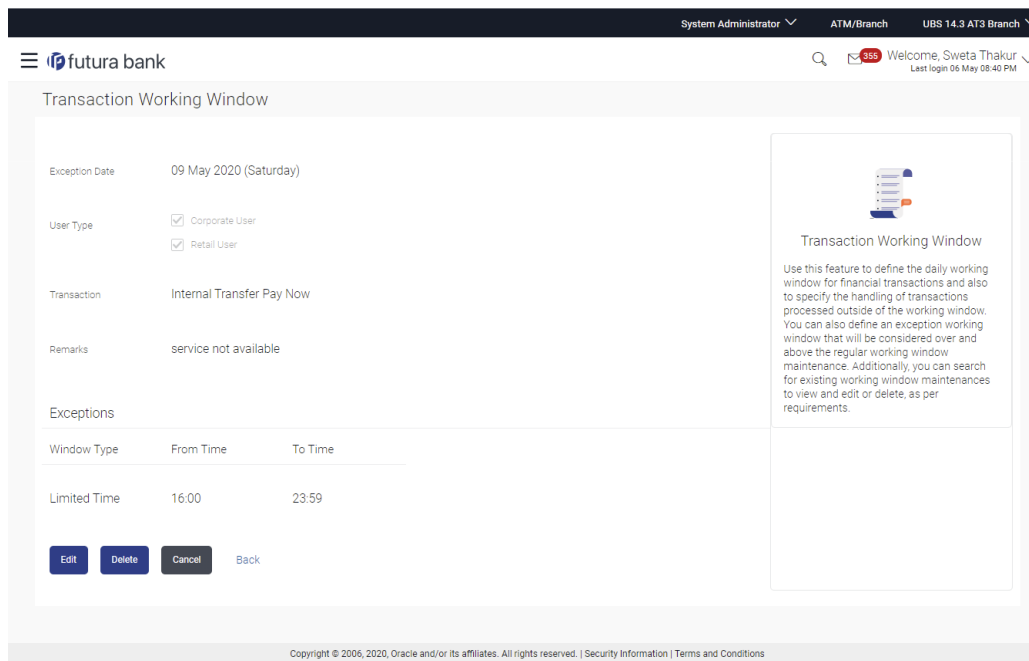 System Administrator ATM/Branch UBS 14.3 AT3 Branch
futura bank 355 Welcome, Sweta Thakur
Last login 06 May 08:40 PM
Transaction Working Window
Exception Date 09 May 2020 (Saturday)
User Type Corporate User
Retail User
Transaction Internal Transfer Pay Now
Remarks service not available
Exceptions
Window Type From Time To Time
Limited Time 16:00 23:59
Edit Delete Cancel Back
Transaction Working Window
Use this feature to define the daily working
window for financial transactions and also
to specify the handling of transactions
processed outside of the working window.
You can also define an exception working
window that will be considered over and
above the regular working window
maintenance. Additionally, you can search
for existing working window maintenances
to view and edit or delete, as per
requirements.
Copyright © 2006, 2020, Oracle and/or its affiliates. All rights reserved. | Security Information | Terms and Conditions